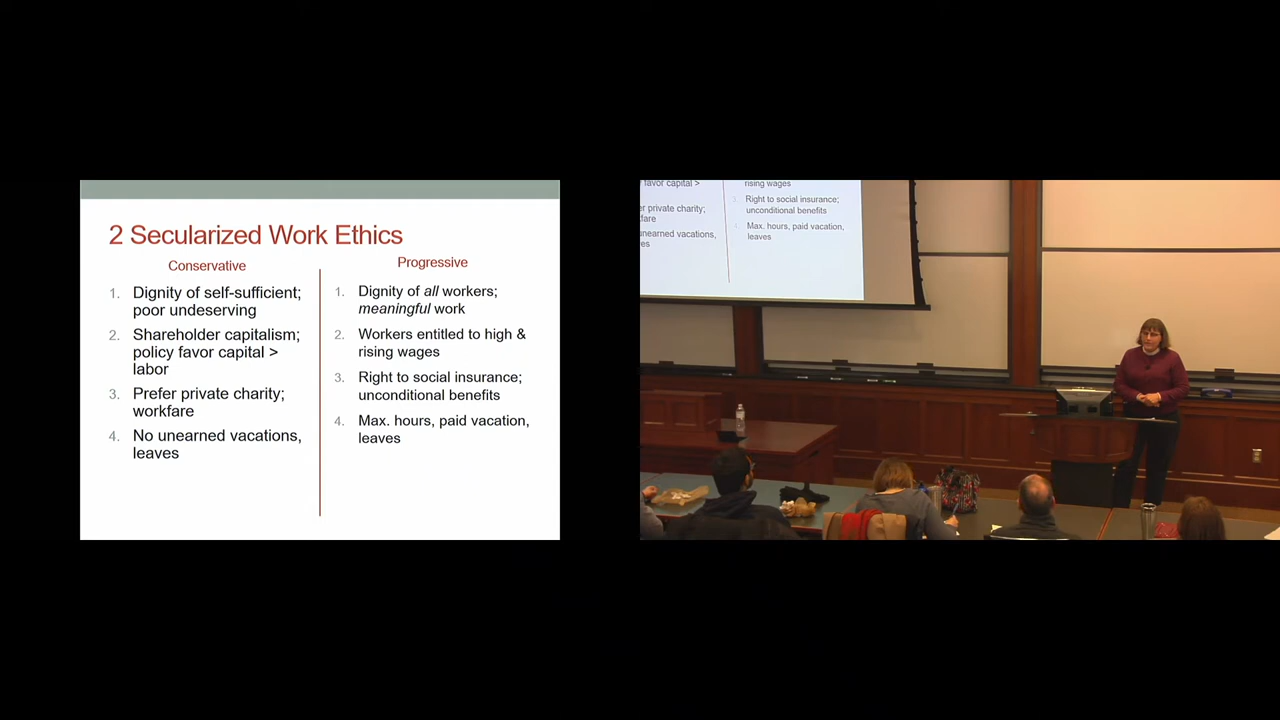 2 Secularized Work Ethics
Conservative
1. Dignity of self-sufficient;
poor undeserving
2. Shareholder capitalism;
policy favor capital >
labor
3. Prefer private charity;
workfare
4. No unearned vacations,
leaves
Progressive
1. Dignity of all workers;
meaningful work
2. Workers entitled to high &
rising wages
3. Right to social insurance;
unconditional benefits
4. Max. hours, paid vacation,
leaves
favor capital >
er private charity;
fare
unearned vacations,
es
rising wages
Right to social insurance;
unconditional benefits
Max. hours, paid vacation,
leaves